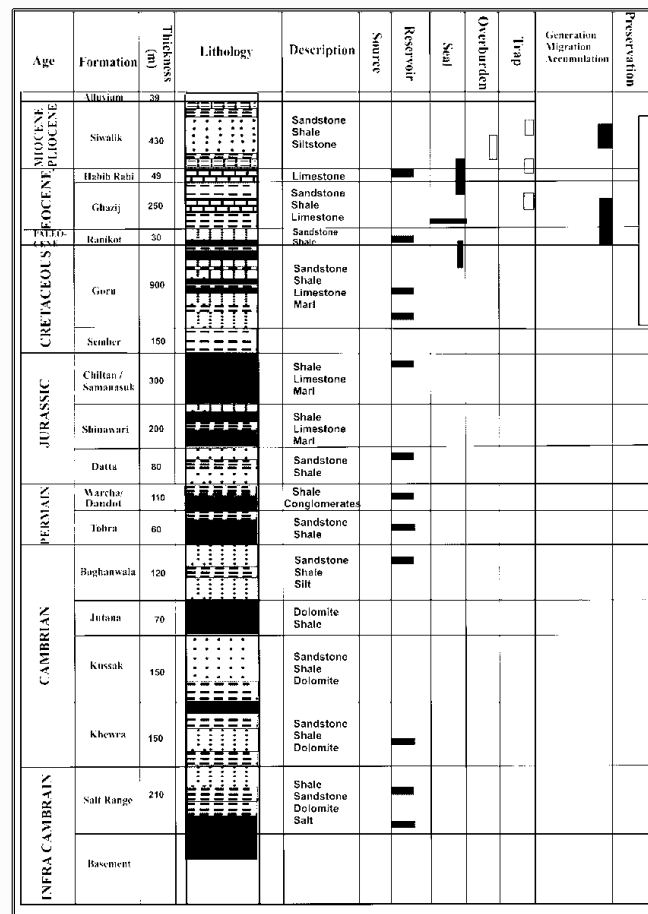 Age Formation Thickness (m) Lithology Description Source Reservoir Seal Overburden Trap Generation Migration Accumulation Preservation
Alluvium 39
MIOCENE PLIOCENE
Siwalik 430 Sandstone
Shale
Siltstone
EOCENE
Habib Rahi 49 Limestone
Ghazij 250 Sandstone
Shale
Limestone
PALEO-
CENE
Ranikot 30 Sandstone
Shale
CRETACEOUS
Goru 900 Sandstone
Shale
Limestone
Marl
Sember 150
JURASSIC
Chiltan / 300 Shale
Samanasuk Limestone
Marl
Shinawari 200 Shale
Limestone
Marl
Datta 80 Sandstone
Shale
PERMAIN
Warcha/ 110 Shale
Dandot Conglomerates
Tobra 60 Sandstone
Shale
CAMBRIAN
Baghanwala 120 Sandstone
Shale
Silt
Jutana 70 Dolomite
Shale
Kussak 150 Sandstone
Shale
Dolomite
Khewra 150 Sandstone
Shale
Dolomite
INFRA CAMBRAIN
Salt Range 210 Shale
Sandstone
Dolomite
Salt
Basement